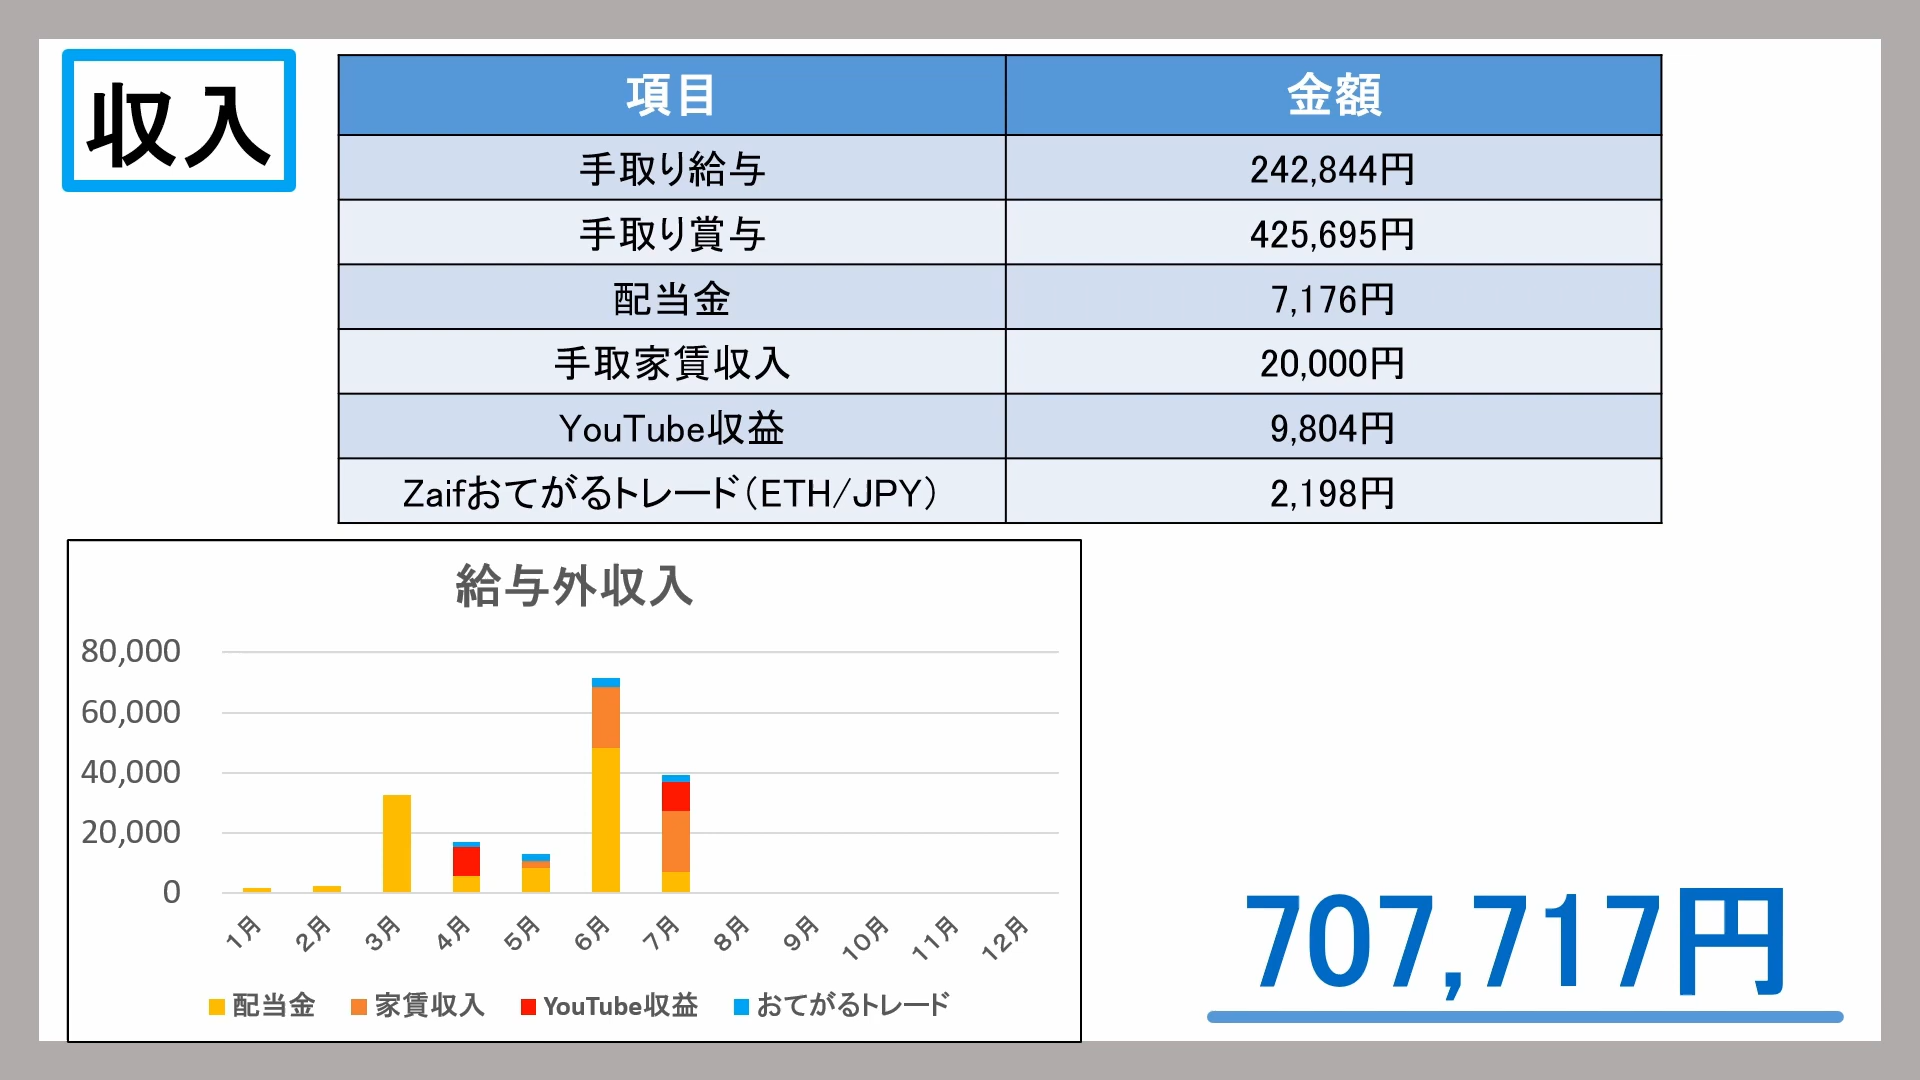 収入
項目 金額
手取り給与 242,844円
手取り賞与 425,695円
配当金 7,176円
手取家賃収入 20,000円
YouTube収益 9,804円
Zaifおてがるトレード（ETH/JPY） 2,198円
給与外収入
80,000
60,000
40,000
20,000
0
1月 2月 3月 4月 5月 6月 7月 8月 9月 10月 11月 12月
配当金 家賃収入 YouTube収益 おてがるトレード
707,717円